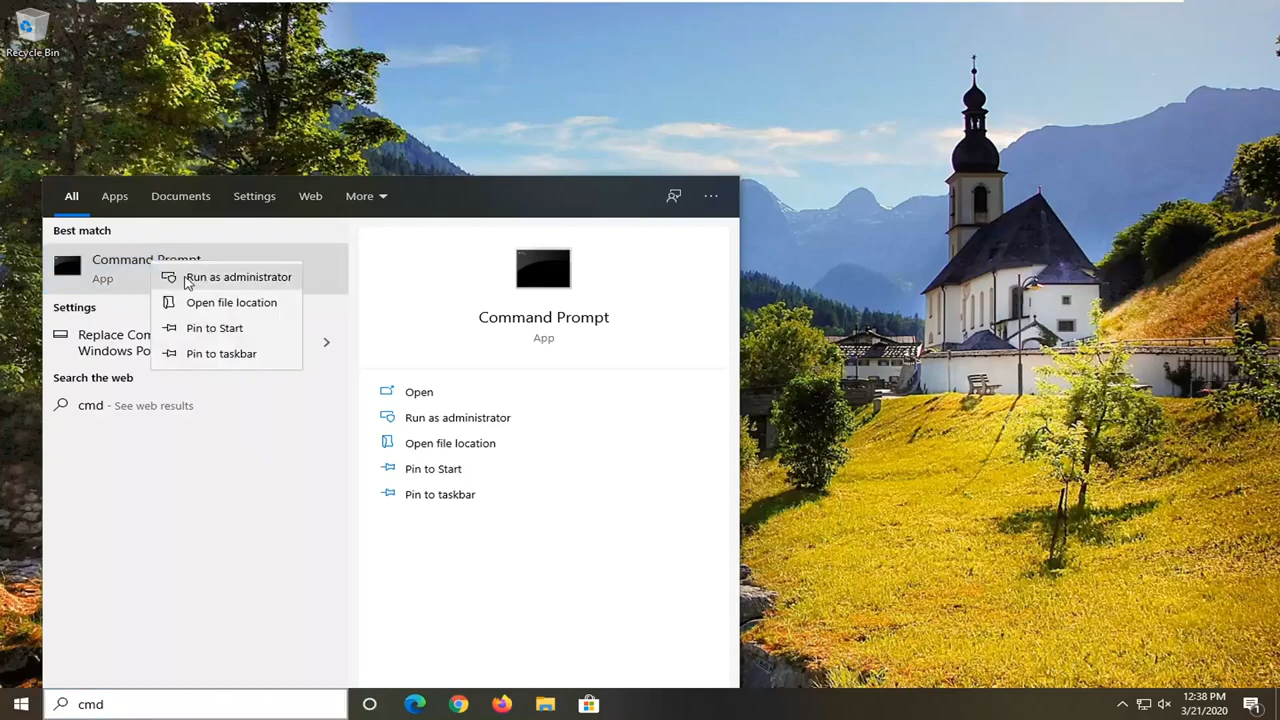 Recycle Bin
All Apps Documents Settings Web More
Best match
Command Prompt
App
Run as administrator
Open file location
Pin to Start
Pin to taskbar
Settings
Replace
Windows
Search the web
cmd - See web results
Command Prompt
App
Open
Run as administrator
Open file location
Pin to Start
Pin to taskbar
cmd
12:38 PM
3/21/2020
1